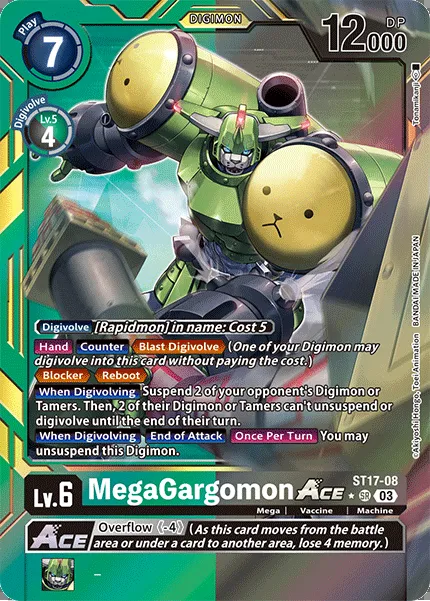 DIGIMON
Play
7
12000
DP
Digivolve
Lv.5
4
Tonamikanji
©Akiyoshi Hongo, Toei Animation BANDAI MADE IN JAPAN
Digivolve [Rapidmon] in name: Cost 5
Hand Counter Blast Digivolve (One of your Digimon may
digivolve into this card without paying the cost.)
Blocker Reboot
When Digivolving Suspend 2 of your opponent's Digimon or
Tamers. Then, 2 of their Digimon or Tamers can't unsuspend or
digivolve until the end of their turn.
When Digivolving End of Attack Once Per Turn You may
unsuspend this Digimon.
Lv.6
MegaGargomon ACE
ST17-08
SR 03
Mega Vaccine Machine
ACE Overflow ⟨-4⟩ (As this card moves from the battle
area or under a card to another area, lose 4 memory.)